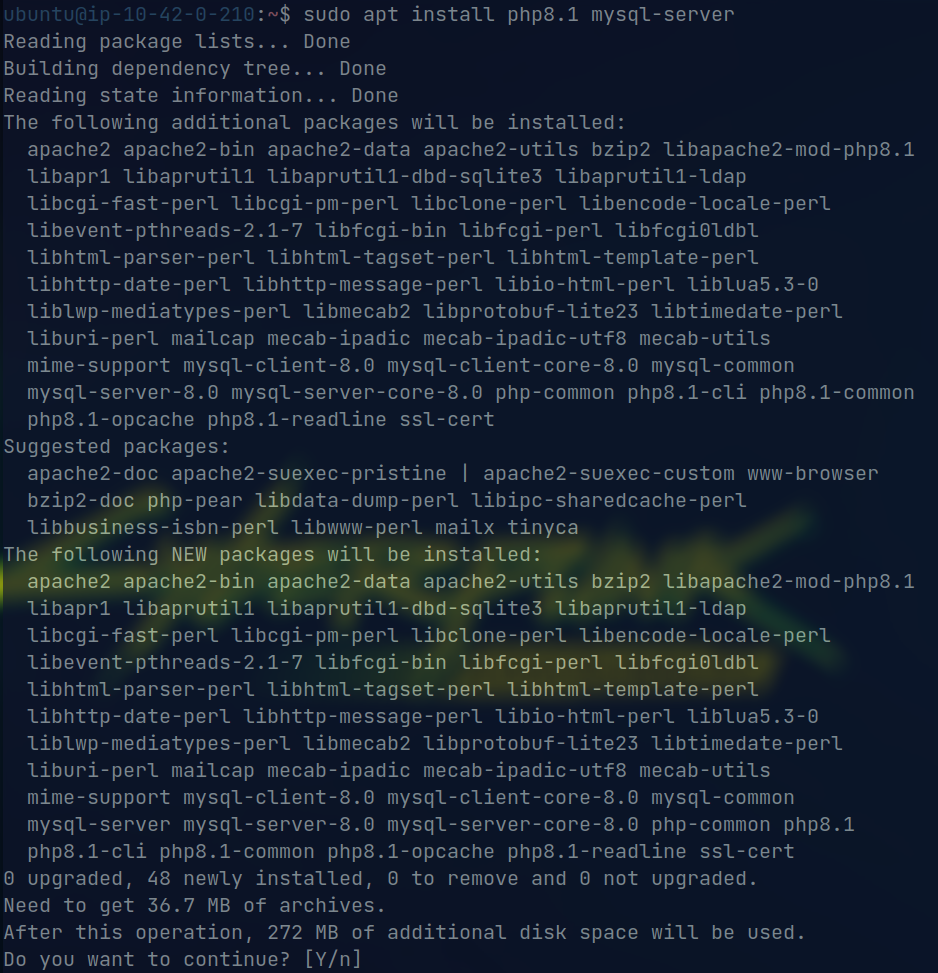 ubuntu@ip-10-42-0-210:~$ sudo apt install php8.1 mysql-server
Reading package lists... Done
Building dependency tree... Done
Reading state information... Done
The following additional packages will be installed:
  apache2 apache2-bin apache2-data apache2-utils bzip2 libapache2-mod-php8.1
  libapr1 libaprutil1 libaprutil1-dbd-sqlite3 libaprutil1-ldap
  libcgi-fast-perl libcgi-pm-perl libclone-perl libencode-locale-perl
  libevent-pthreads-2.1-7 libfcgi-bin libfcgi-perl libfcgi0ldbl
  libhtml-parser-perl libhtml-tagset-perl libhtml-template-perl
  libhttp-date-perl libhttp-message-perl libio-html-perl liblua5.3-0
  liblwp-mediatypes-perl libmecab2 libprotobuf-lite23 libtimedate-perl
  liburi-perl mailcap mecab-ipadic mecab-ipadic-utf8 mecab-utils
  mime-support mysql-client-8.0 mysql-client-core-8.0 mysql-common
  mysql-server-8.0 mysql-server-core-8.0 php-common php8.1-cli php8.1-common
  php8.1-opcache php8.1-readline ssl-cert
Suggested packages:
  apache2-doc apache2-suexec-pristine | apache2-suexec-custom www-browser
  bzip2-doc php-pear libdata-dump-perl libipc-sharedcache-perl
  libbusiness-isbn-perl libwww-perl mailx tinyca
The following NEW packages will be installed:
  apache2 apache2-bin apache2-data apache2-utils bzip2 libapache2-mod-php8.1
  libapr1 libaprutil1 libaprutil1-dbd-sqlite3 libaprutil1-ldap
  libcgi-fast-perl libcgi-pm-perl libclone-perl libencode-locale-perl
  libevent-pthreads-2.1-7 libfcgi-bin libfcgi-perl libfcgi0ldbl
  libhtml-parser-perl libhtml-tagset-perl libhtml-template-perl
  libhttp-date-perl libhttp-message-perl libio-html-perl liblua5.3-0
  liblwp-mediatypes-perl libmecab2 libprotobuf-lite23 libtimedate-perl
  liburi-perl mailcap mecab-ipadic mecab-ipadic-utf8 mecab-utils
  mime-support mysql-client-8.0 mysql-client-core-8.0 mysql-common
  mysql-server mysql-server-8.0 mysql-server-core-8.0 php-common php8.1
  php8.1-cli php8.1-common php8.1-opcache php8.1-readline ssl-cert
0 upgraded, 48 newly installed, 0 to remove and 0 not upgraded.
Need to get 36.7 MB of archives.
After this operation, 272 MB of additional disk space will be used.
Do you want to continue? [Y/n]